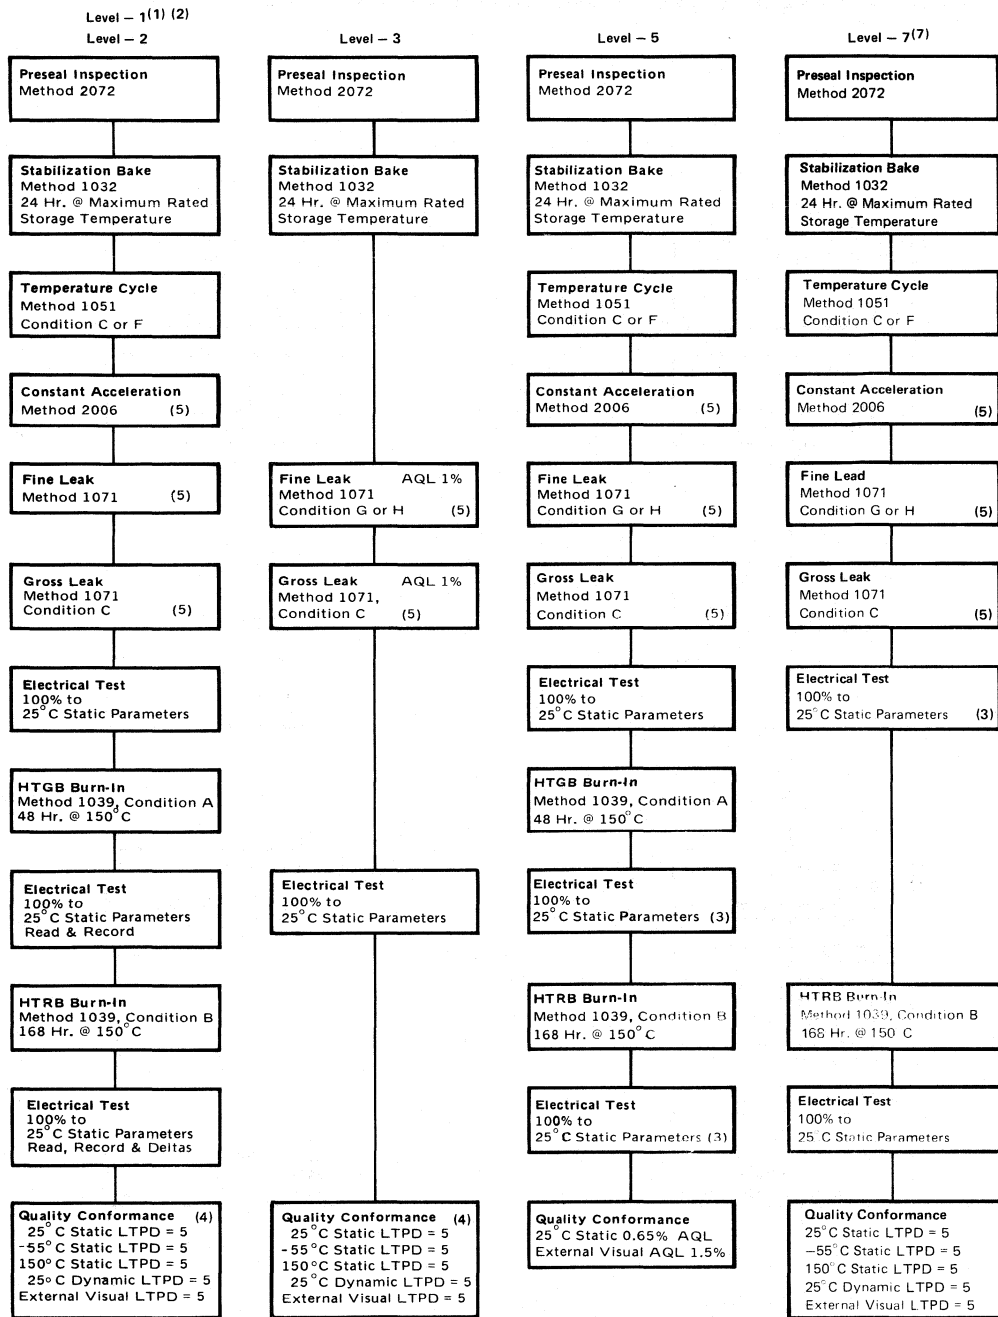 Level – 1(1) (2)
Level – 2
Preseal Inspection
Method 2072
Stabilization Bake
Method 1032
24 Hr. @ Maximum Rated
Storage Temperature
Temperature Cycle
Method 1051
Condition C or F
Constant Acceleration
Method 2006 (5)
Fine Leak
Method 1071 (5)
Gross Leak
Method 1071
Condition C (5)
Electrical Test
100% to
25°C Static Parameters
HTGB Burn-In
Method 1039, Condition A
48 Hr. @ 150°C
Electrical Test
100% to
25°C Static Parameters
Read & Record
HTRB Burn-In
Method 1039, Condition B
168 Hr. @ 150°C
Electrical Test
100% to
25°C Static Parameters
Read, Record & Deltas
Quality Conformance (4)
25°C Static LTPD = 5
-55°C Static LTPD = 5
150°C Static LTPD = 5
25°C Dynamic LTPD = 5
External Visual LTPD = 5
Level – 3
Preseal Inspection
Method 2072
Stabilization Bake
Method 1032
24 Hr. @ Maximum Rated
Storage Temperature
Fine Leak AQL 1%
Method 1071
Condition G or H (5)
Gross Leak AQL 1%
Method 1071,
Condition C (5)
Electrical Test
100% to
25°C Static Parameters
Quality Conformance (4)
25°C Static LTPD = 5
-55°C Static LTPD = 5
150°C Static LTPD = 5
25°C Dynamic LTPD = 5
External Visual LTPD = 5
Level – 5
Preseal Inspection
Method 2072
Stabilization Bake
Method 1032
24 Hr. @ Maximum Rated
Storage Temperature
Temperature Cycle
Method 1051
Condition C or F
Constant Acceleration
Method 2006 (5)
Fine Leak
Method 1071
Condition G or H (5)
Gross Leak
Method 1071
Condition C (5)
Electrical Test
100% to
25°C Static Parameters
HTGB Burn-In
Method 1039, Condition A
48 Hr. @ 150°C
Electrical Test
100% to
25°C Static Parameters (3)
HTRB Burn-In
Method 1039, Condition B
168 Hr. @ 150°C
Electrical Test
100% to
25°C Static Parameters (3)
Quality Conformance
25°C Static 0.65% AQL
External Visual AQL 1.5%
Level – 7(7)
Preseal Inspection
Method 2072
Stabilization Bake
Method 1032
24 Hr. @ Maximum Rated
Storage Temperature
Temperature Cycle
Method 1051
Condition C or F
Constant Acceleration
Method 2006 (5)
Fine Lead
Method 1071
Condition G or H (5)
Gross Leak
Method 1071
Condition C (5)
Electrical Test
100% to
25°C Static Parameters (3)
HTRB Burn-In
Method 1039, Condition B
168 Hr. @ 150 C
Electrical Test
100% to
25°C Static Parameters
Quality Conformance
25°C Static LTPD = 5
–55°C Static LTPD = 5
150°C Static LTPD = 5
25°C Dynamic LTPD = 5
External Visual LTPD = 5